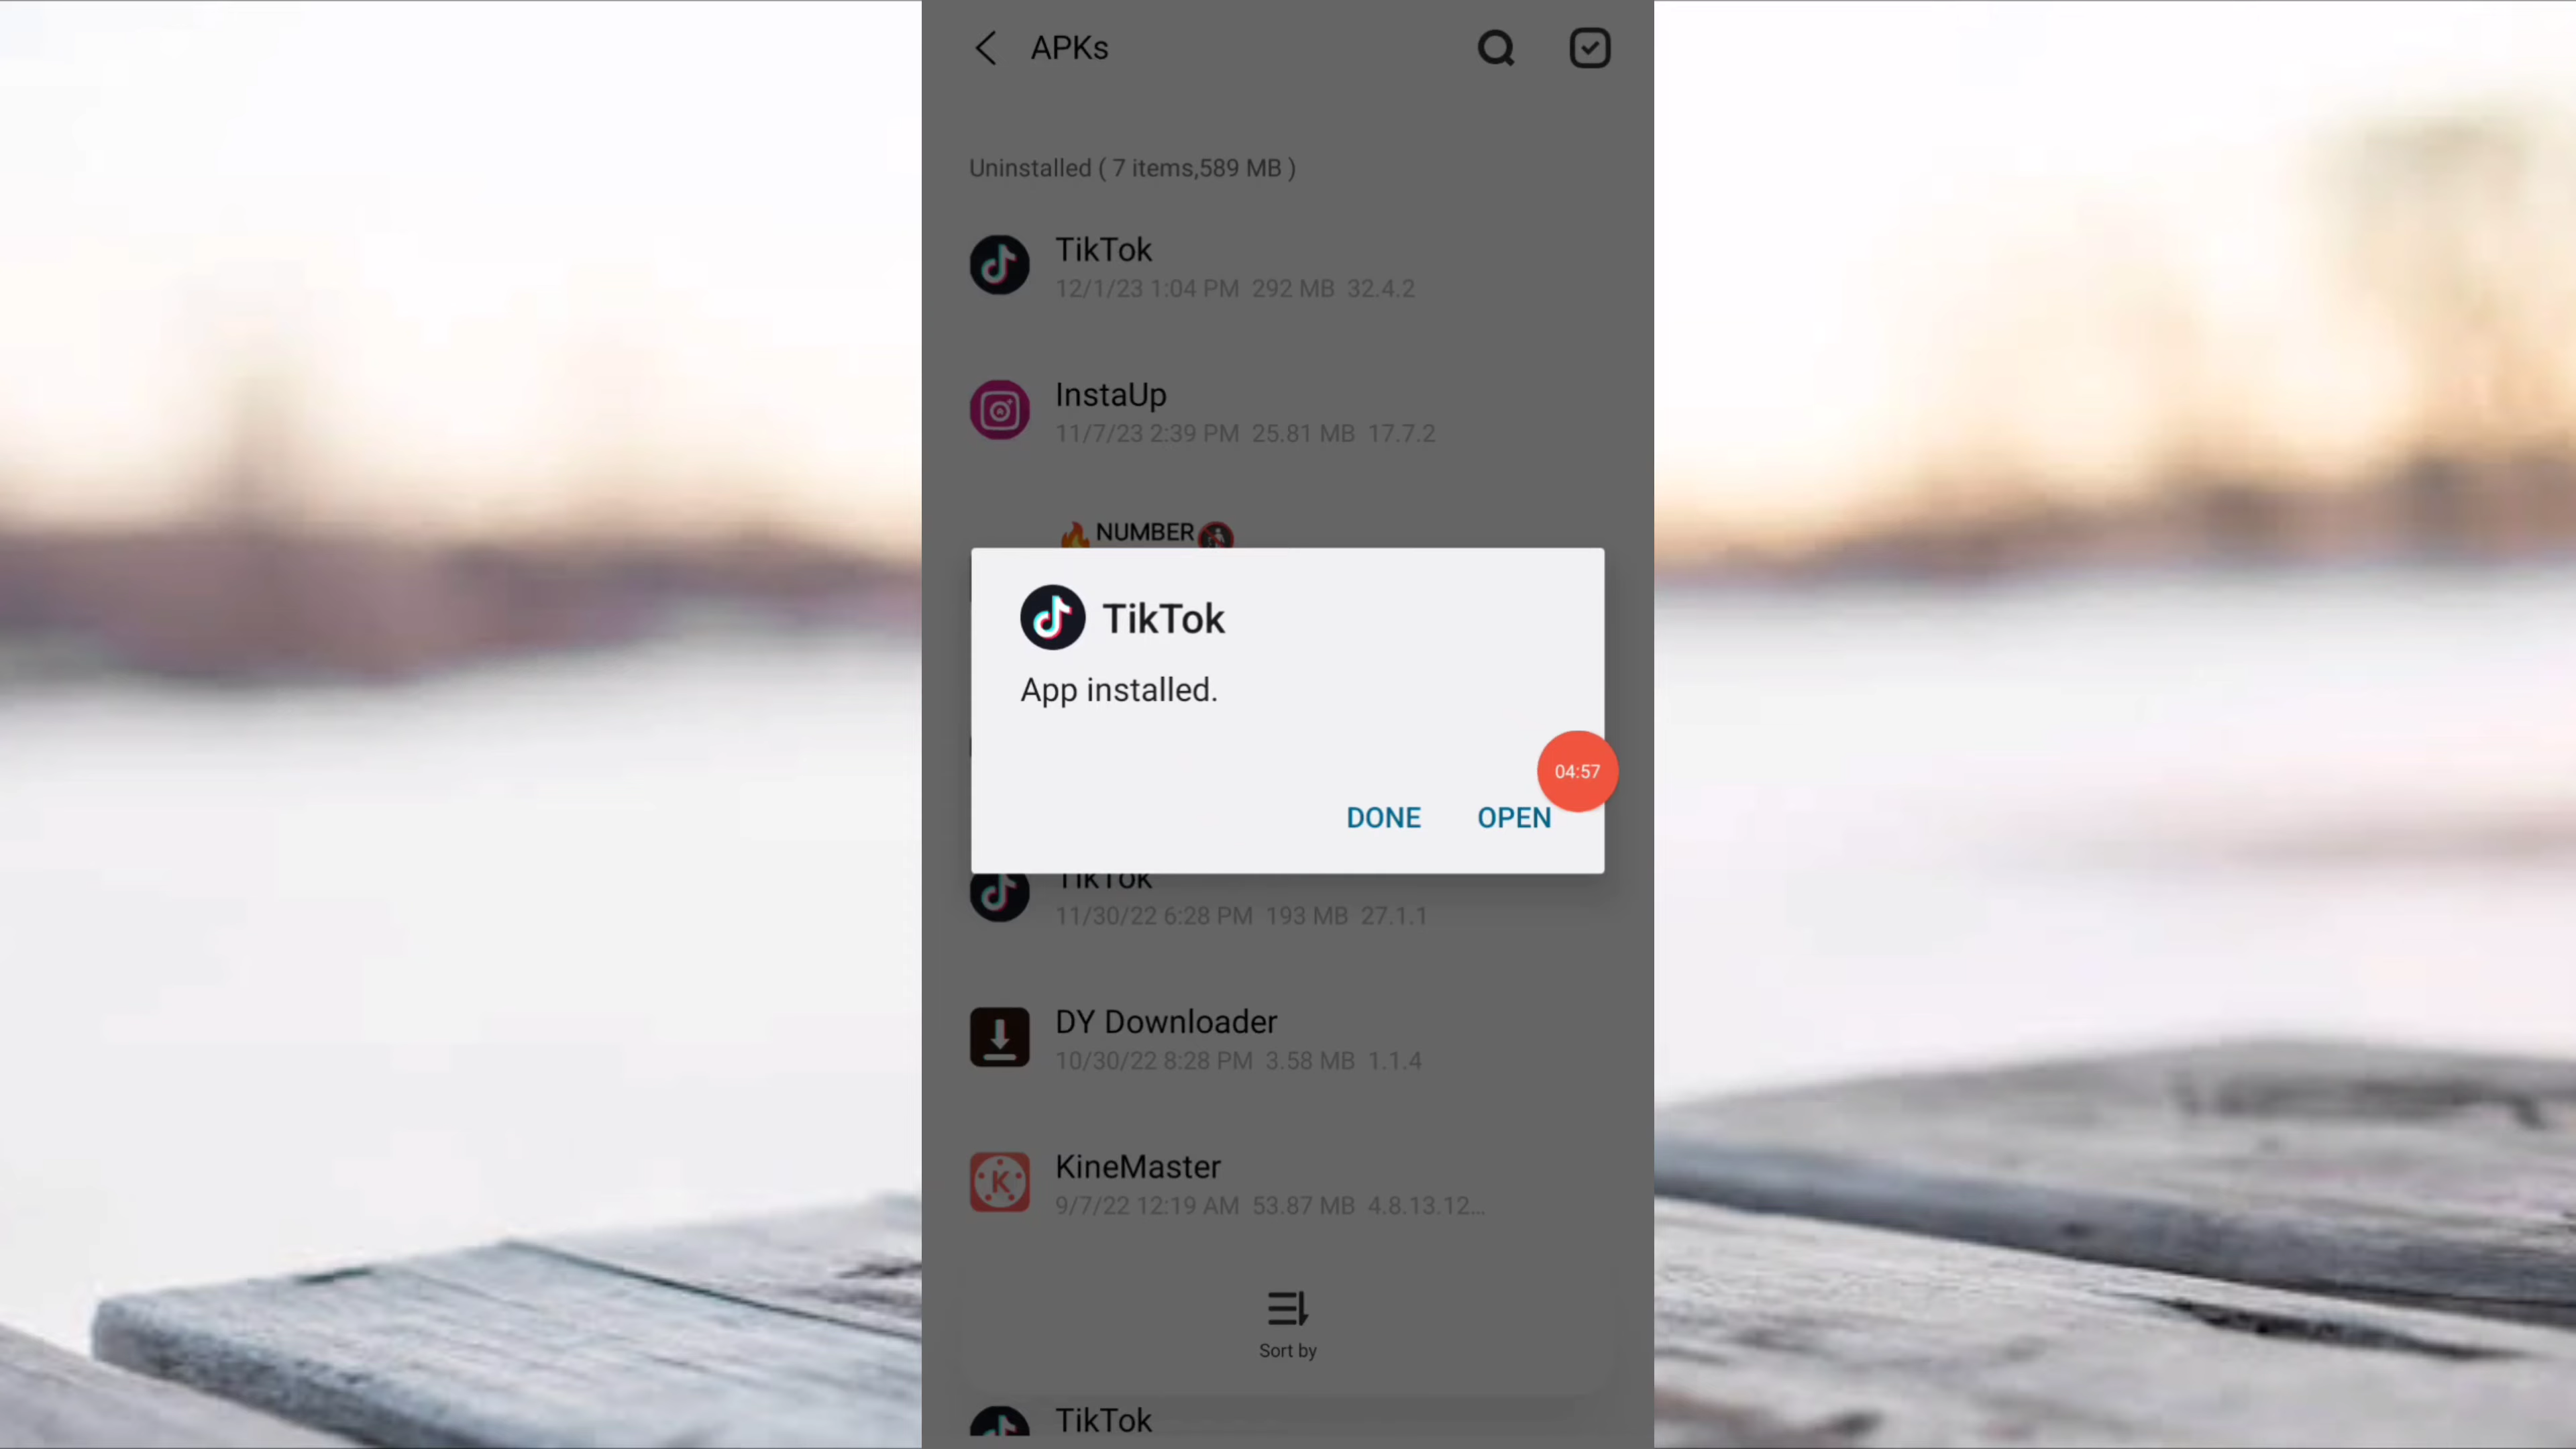 APKs
Uninstalled ( 7 items,589 MB )
TikTok
12/1/23 1:04 PM 292 MB 32.4.2
InstaUp
11/7/23 2:39 PM 25.81 MB 17.7.2
🔥 NUMBER
TikTok
App installed.
04:57
DONE OPEN
TikTok
11/30/22 6:28 PM 193 MB 27.1.1
DY Downloader
10/30/22 8:28 PM 3.58 MB 1.1.4
KineMaster
9/7/22 12:19 AM 53.87 MB 4.8.13.12...
Sort by
TikTok